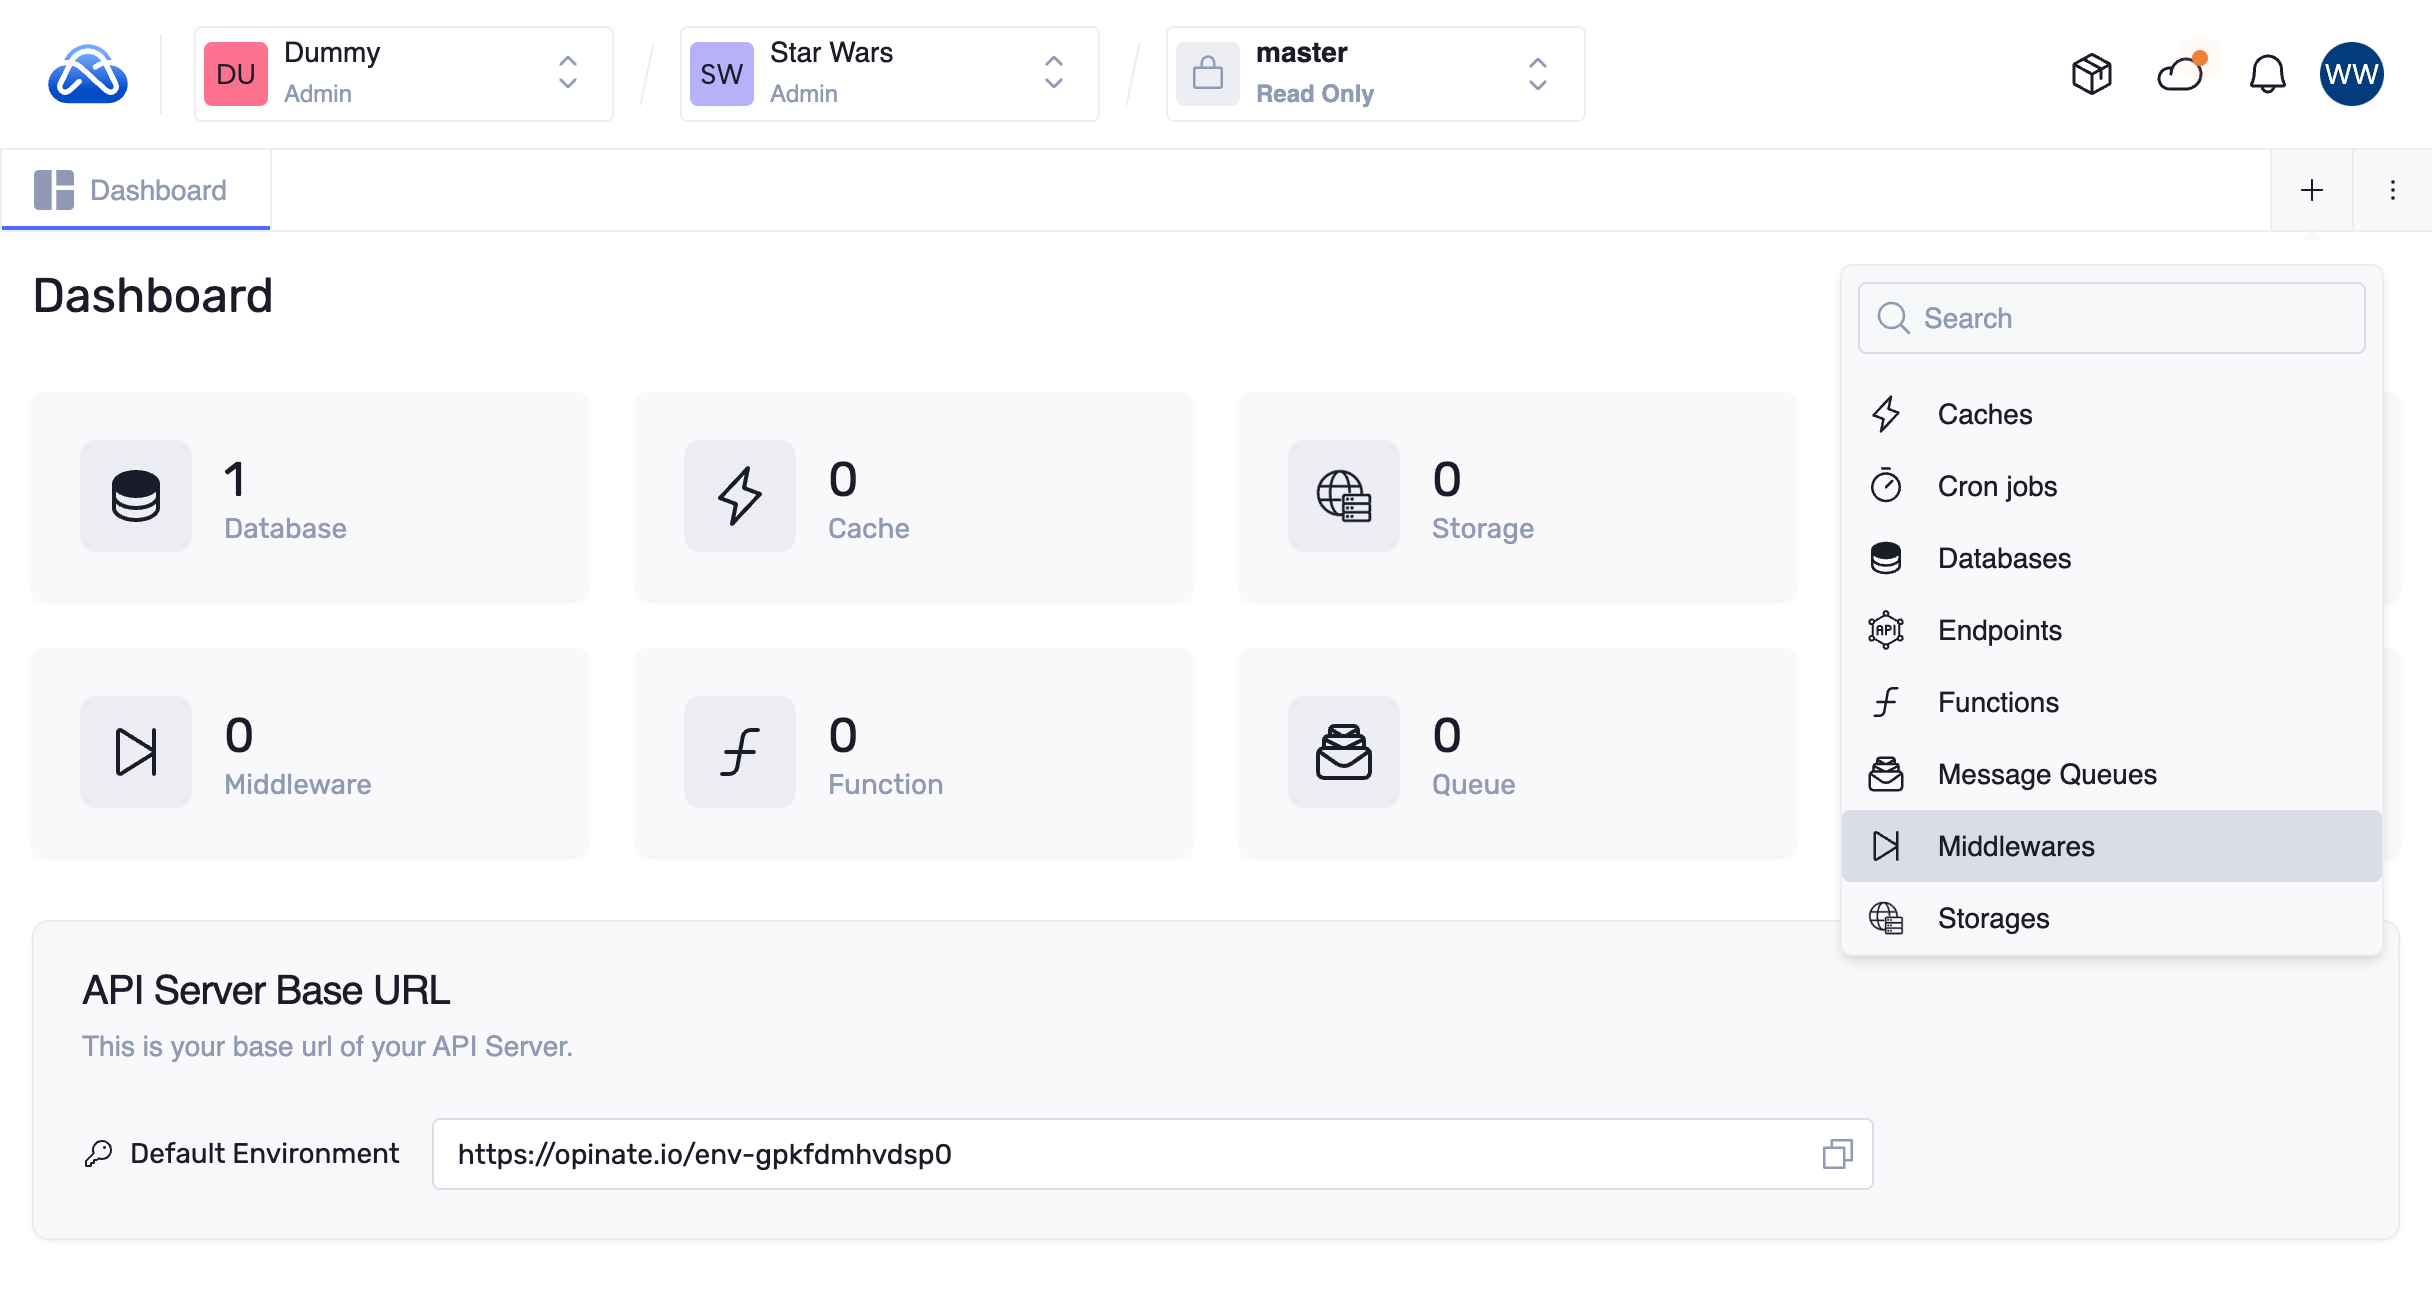 DU
Dummy
Admin
SW
Star Wars
Admin
master
Read Only
WW
Dashboard
Dashboard
Search
Caches
Cron jobs
Databases
Endpoints
Functions
Message Queues
Middlewares
Storages
1
Database
0
Cache
0
Storage
0
Middleware
0
Function
0
Queue
API
API Server Base URL
This is your base url of your API Server.
Default Environment
https://opinate.io/env-gpkfdmhvdsp0